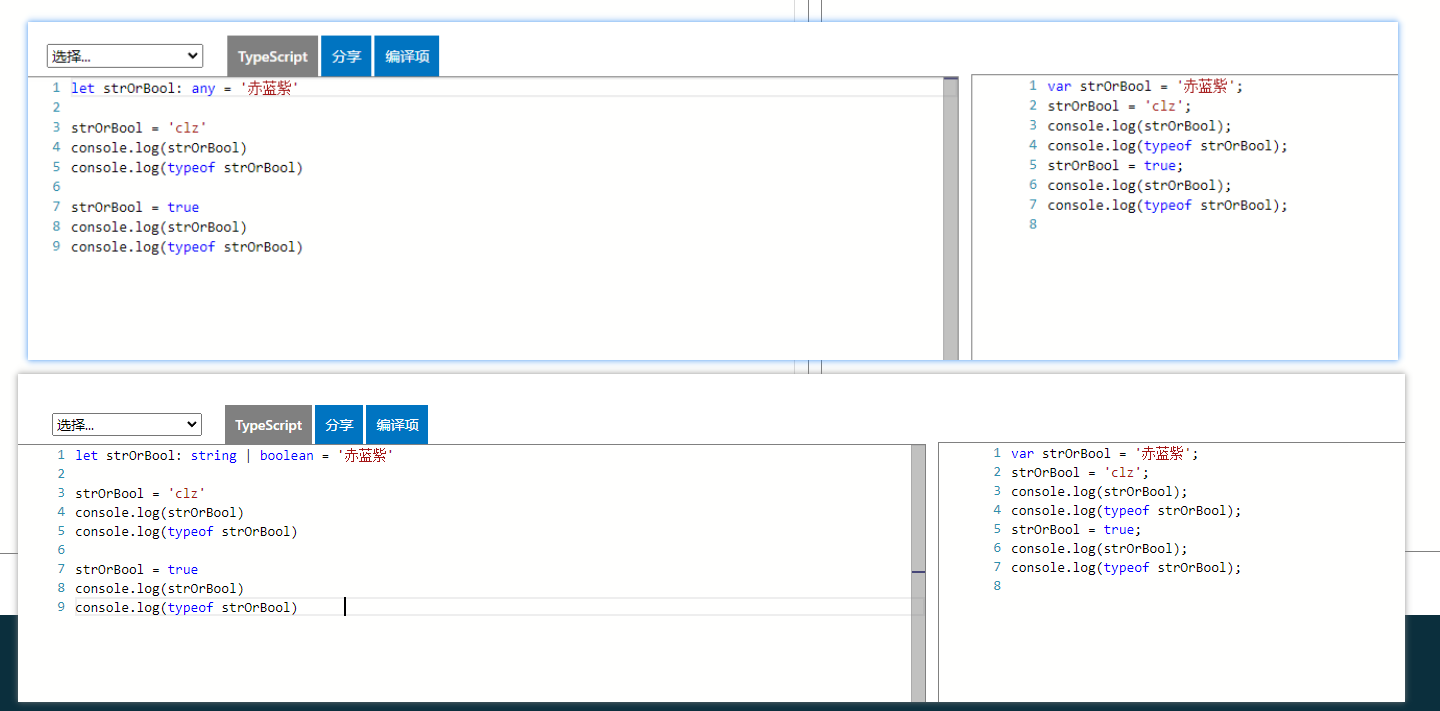 选择...
TypeScript 分享 编译项
1 let strOrBool: any = '赤蓝紫'
2
3 strOrBool = 'clz'
4 console.log(strOrBool)
5 console.log(typeof strOrBool)
6
7 strOrBool = true
8 console.log(strOrBool)
9 console.log(typeof strOrBool)
1 var strOrBool = '赤蓝紫';
2 strOrBool = 'clz';
3 console.log(strOrBool);
4 console.log(typeof strOrBool);
5 strOrBool = true;
6 console.log(strOrBool);
7 console.log(typeof strOrBool);
8
选择...
TypeScript 分享 编译项
1 let strOrBool: string | boolean = '赤蓝紫'
2
3 strOrBool = 'clz'
4 console.log(strOrBool)
5 console.log(typeof strOrBool)
6
7 strOrBool = true
8 console.log(strOrBool)
9 console.log(typeof strOrBool)
1 var strOrBool = '赤蓝紫';
2 strOrBool = 'clz';
3 console.log(strOrBool);
4 console.log(typeof strOrBool);
5 strOrBool = true;
6 console.log(strOrBool);
7 console.log(typeof strOrBool);
8